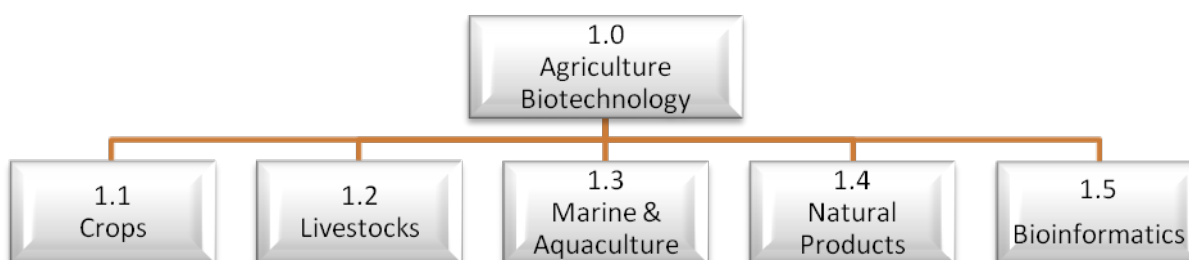 1.0
Agriculture
Biotechnology
1.1
Crops
1.2
Livestocks
1.3
Marine &
Aquaculture
1.4
Natural
Products
1.5
Bioinformatics